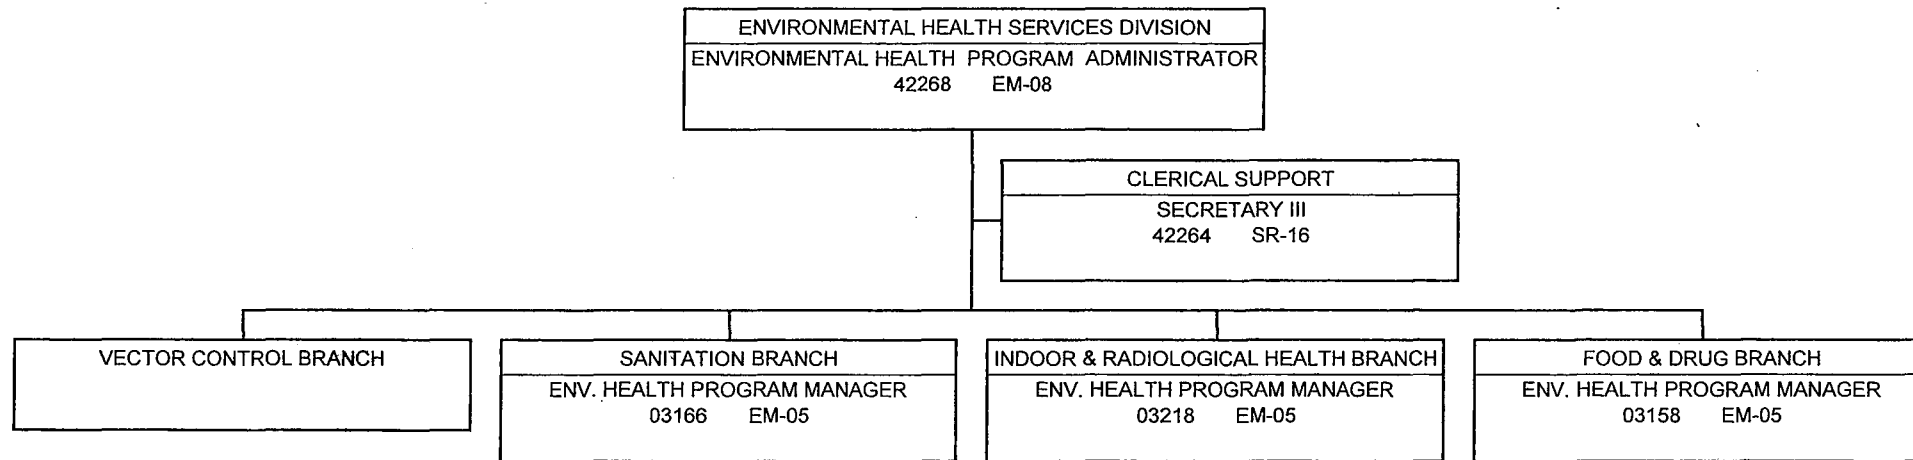 ENVIRONMENTAL HEALTH SERVICES DIVISION
ENVIRONMENTAL HEALTH PROGRAM ADMINISTRATOR
42268 EM-08
CLERICAL SUPPORT
SECRETARY III
42264 SR-16
VECTOR CONTROL BRANCH
SANITATION BRANCH
ENV. HEALTH PROGRAM MANAGER
03166 EM-05
INDOOR & RADIOLOGICAL HEALTH BRANCH
ENV. HEALTH PROGRAM MANAGER
03218 EM-05
FOOD & DRUG BRANCH
ENV. HEALTH PROGRAM MANAGER
03158 EM-05